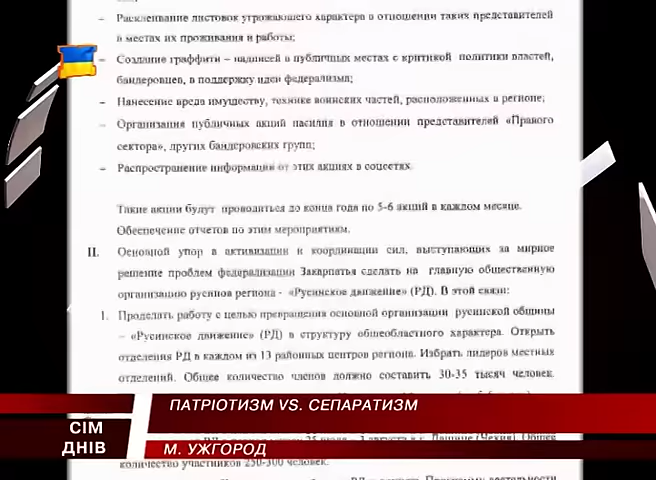 – Расклеивание листовок угрожающего характера в отношении таких представителей
в местах их проживания и работы;
– Создание граффити – надписей в публичных местах с критикой политики властей,
бандеровцев, в поддержку идеи федерализма;
– Нанесение вреда имуществу, технике воинских частей, расположенных в регионе;
– Организация публичных акций насилия в отношении представителей «Правого
сектора», других бандеровских групп;
– Распространение информации от этих акциях в соцсетях.
Такие акции будут проводиться до конца года по 5-6 акций в каждом месяце.
Обеспечение отчетов по этим мероприятиям.
II. Основной упор в активизации и координации сил, выступающих за мирное
решение проблем федерализации Закарпатья сделать на главную общественную
организацию русинов региона - «Русинское движение» (РД). В этой связи:
1. Проделать работу с целью превращения основной организации русинской общины
– «Русинское движение» (РД) в структуру общеобластного характера. Открыть
отделения РД в каждом из 13 районных центров региона. Избрать лидеров местных
отделений. Общее количество членов должно составить 30-35 тысяч человек.
ПАТРІОТИЗМ VS. СЕПАРАТИЗМ
СІМ
ДНІВ
М. УЖГОРОД
количество участников 250-300 человек.